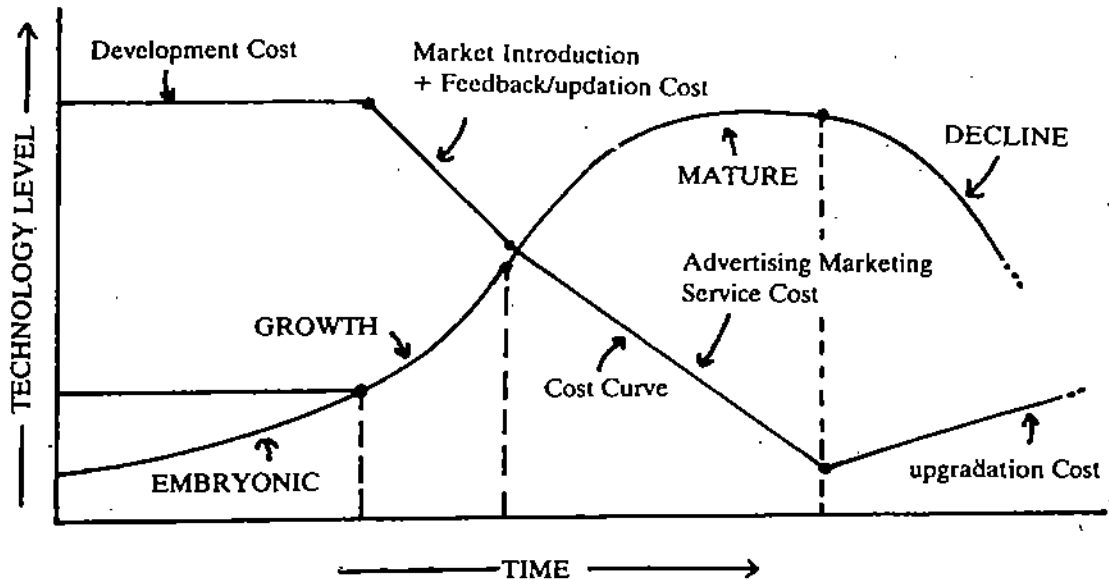 Development Cost
Market Introduction
+ Feedback/updation Cost
DECLINE
MATURE
TECHNOLOGY LEVEL
Advertising Marketing
Service Cost
GROWTH
Cost Curve
EMBRYONIC
upgradation Cost
TIME